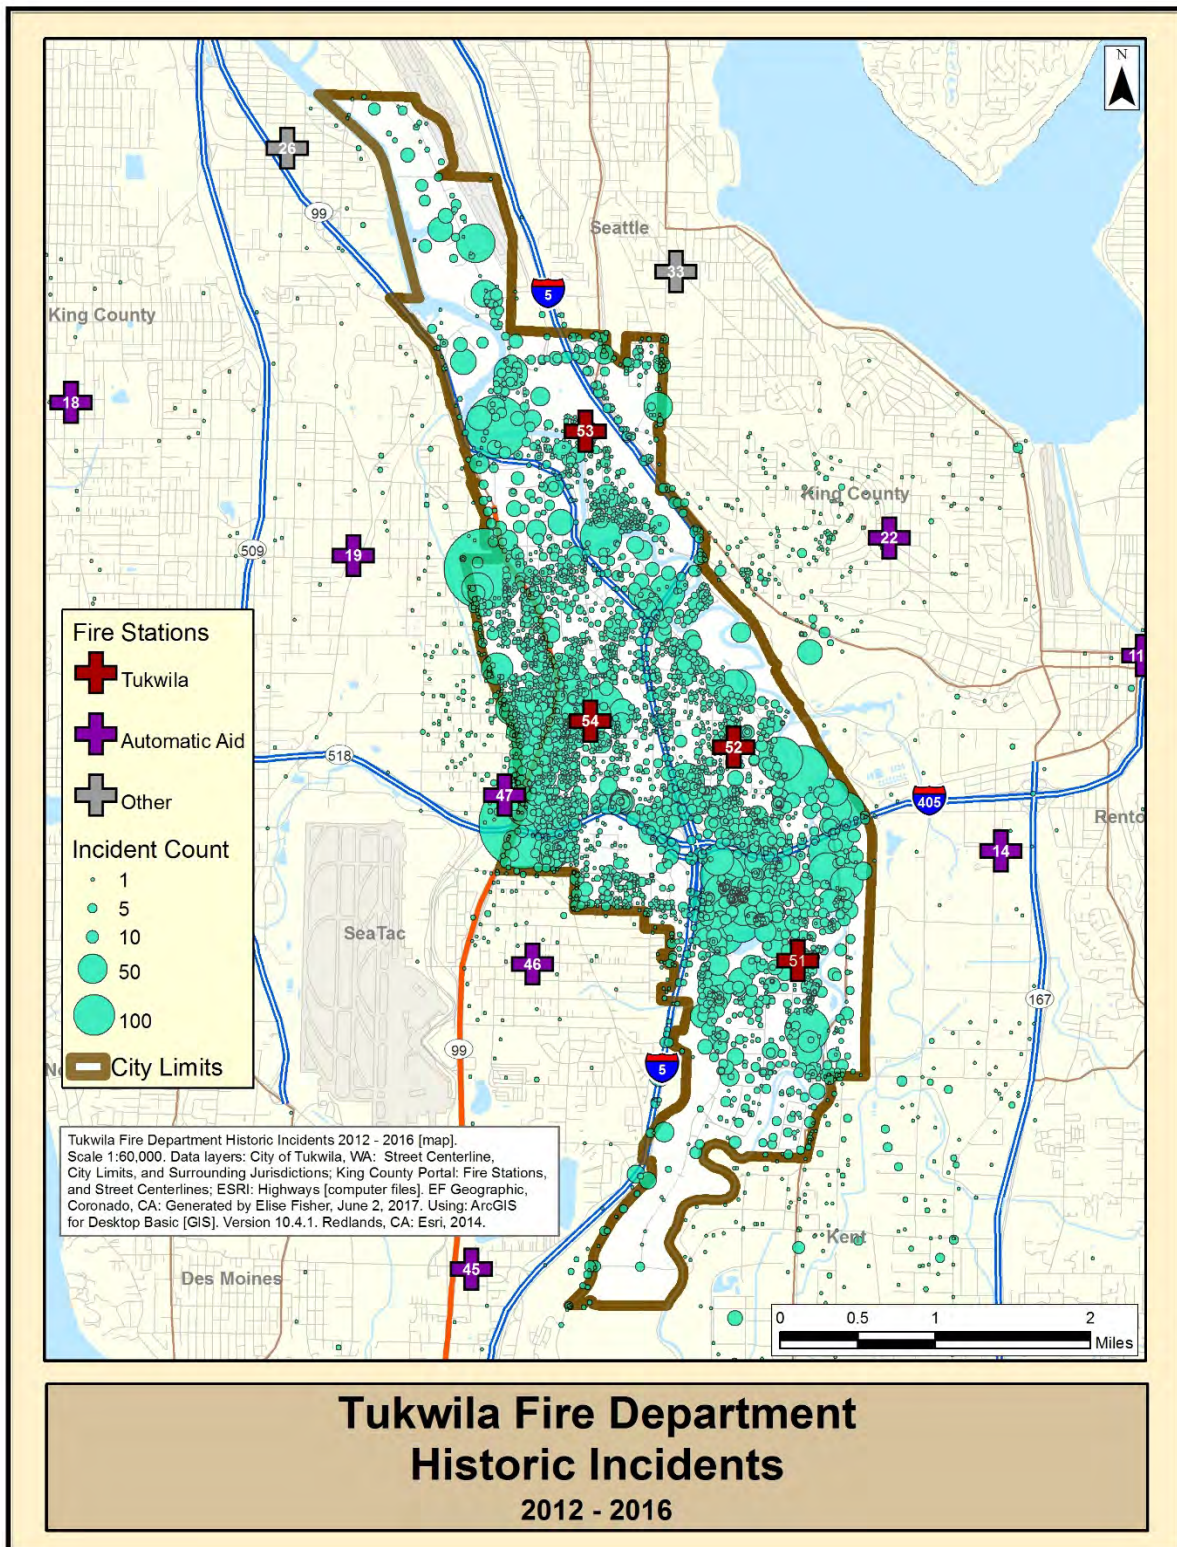 N
26
99
Seattle
5
33
King County
18
53
King County
22
509
19
11
Fire Stations
Tukwila
Automatic Aid
Other
Incident Count
1
5
10
50
100
City Limits
54
52
518
47
405
Rento
14
SeaTac
46
51
167
99
5
Tukwila Fire Department Historic Incidents 2012 - 2016 [map].
Scale 1:60,000. Data layers: City of Tukwila, WA: Street Centerline,
City Limits, and Surrounding Jurisdictions; King County Portal: Fire Stations,
and Street Centerlines; ESRI: Highways [computer files]. EF Geographic,
Coronado, CA: Generated by Elise Fisher, June 2, 2017. Using: ArcGIS
for Desktop Basic [GIS]. Version 10.4.1. Redlands, CA: Esri, 2014.
Kent
Des Moines
45
0 0.5 1 2
Miles
Tukwila Fire Department
Historic Incidents
2012 - 2016